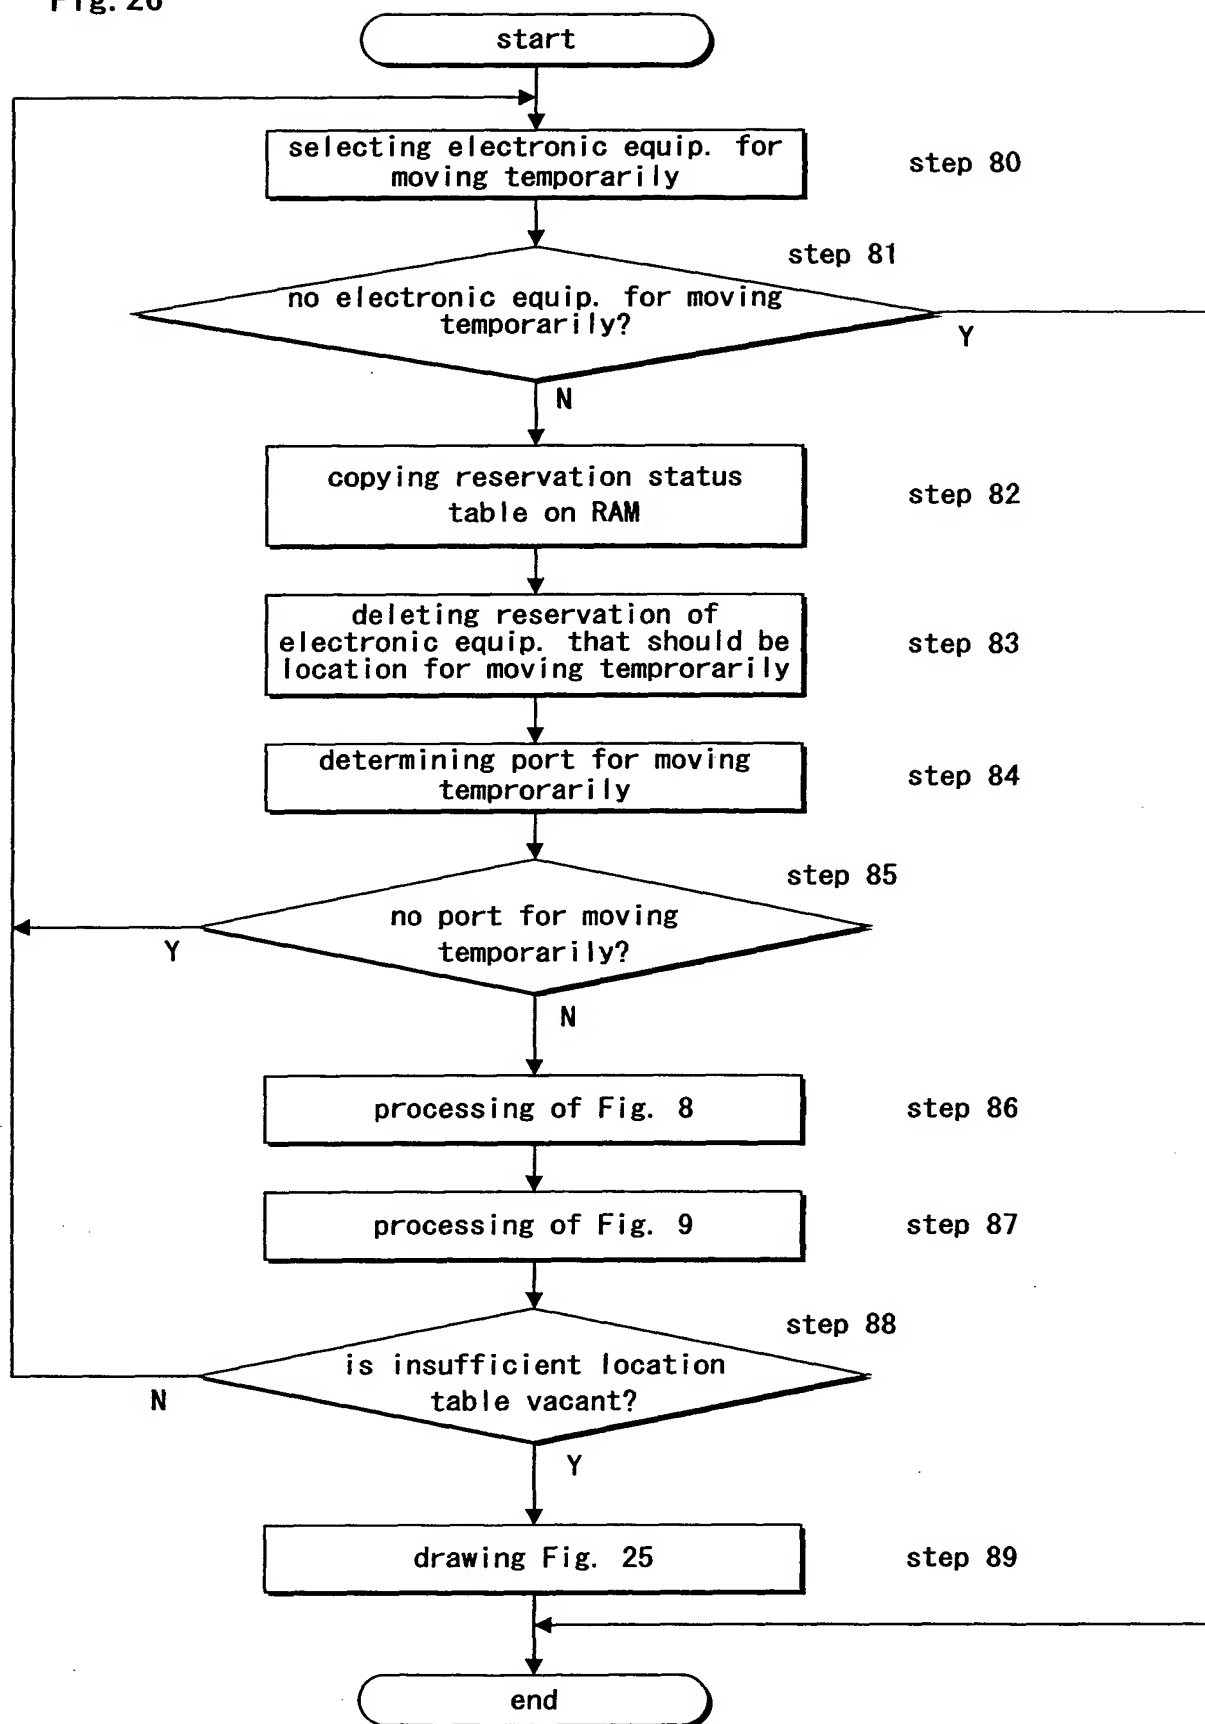 Fig. 26
start
selecting electronic equip. for
moving temporarily
step 80
step 81
no electronic equip. for moving
temporarily?
Y
N
copying reservation status
table on RAM
step 82
deleting reservation of
electronic equip. that should be
location for moving temprorarily
step 83
determining port for moving
temprorarily
step 84
step 85
no port for moving
temporarily?
Y
N
processing of Fig. 8
step 86
processing of Fig. 9
step 87
step 88
is insufficient location
table vacant?
N
Y
drawing Fig. 25
step 89
end